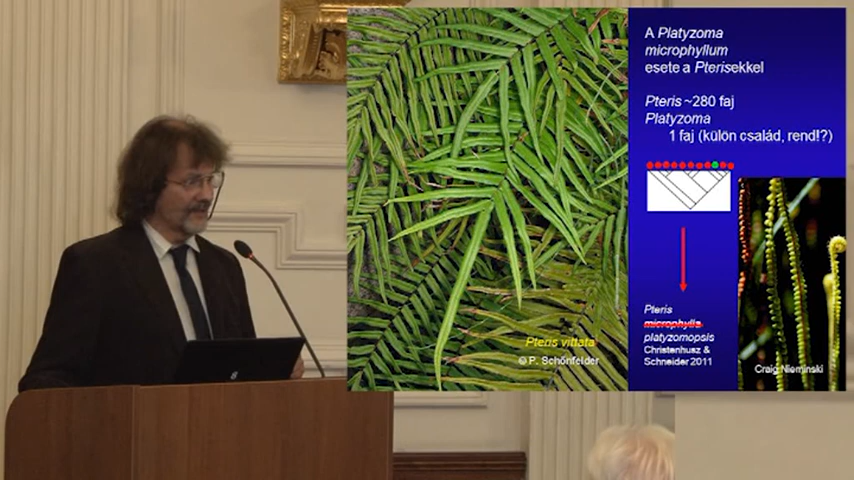 A Platyzoma
microphyllum
esete a Pterisekkel
Pteris ~280 faj
Platyzoma
1 faj (külön család, rend!?)
Pteris
microphylla
platyzomopsis
Christenhusz &
Schneider 2011
Pteris vittata
© P. Schönfelder
Craig Nieminski